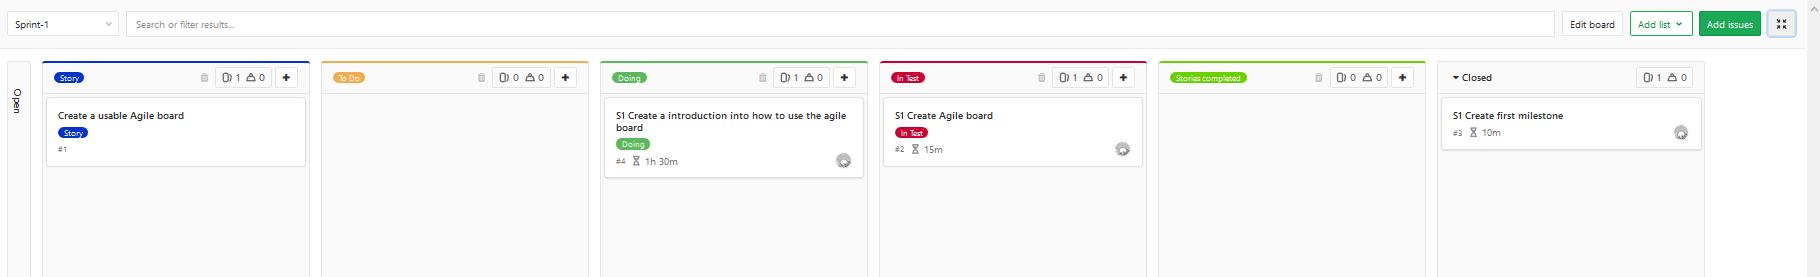 Sprint-1
Search or filter results...
Edit board
Add list
Add issues
Open
Story
1 0
To Do
0 0
Doing
1 0
In Test
1 0
Stories completed
0 0
Closed
1 0
Create a usable Agile board
Story
#1
S1 Create a introduction into how to use the agile
board
Doing
#4 1h 30m
S1 Create Agile board
In Test
#2 15m
S1 Create first milestone
#3 10m